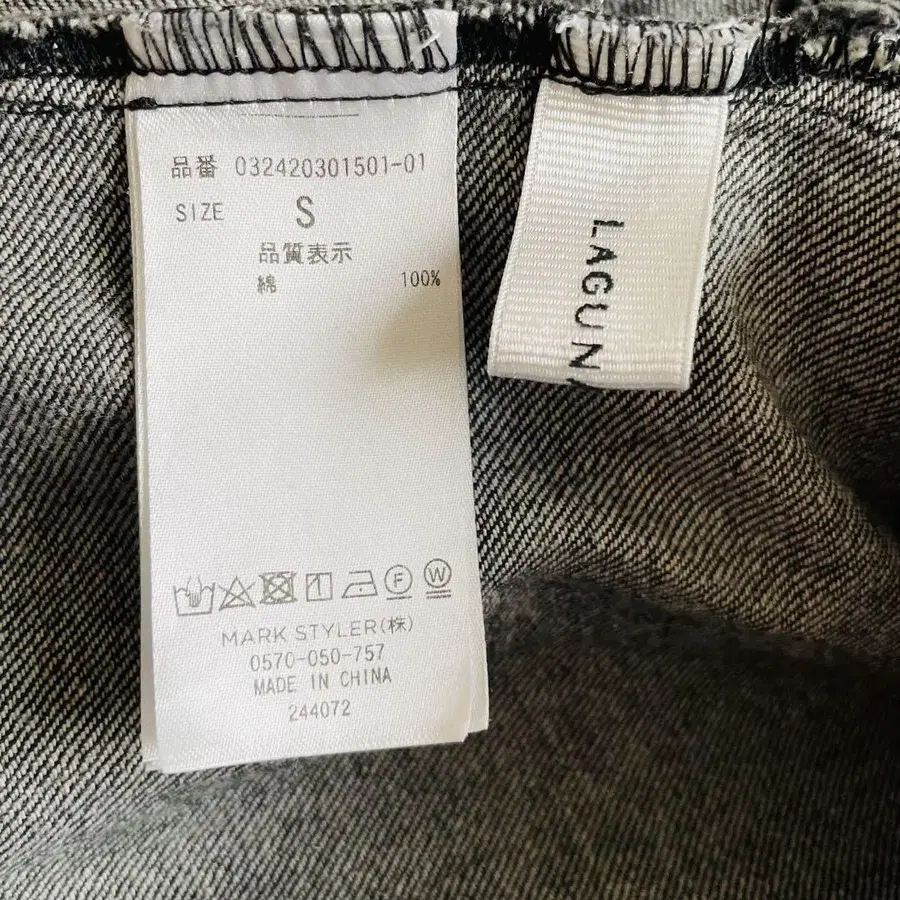 品番 032420301501-01
SIZE S
品質表示
綿 100%
F W
MARK STYLER(株)
0570-050-757
MADE IN CHINA
244072
LAGUN